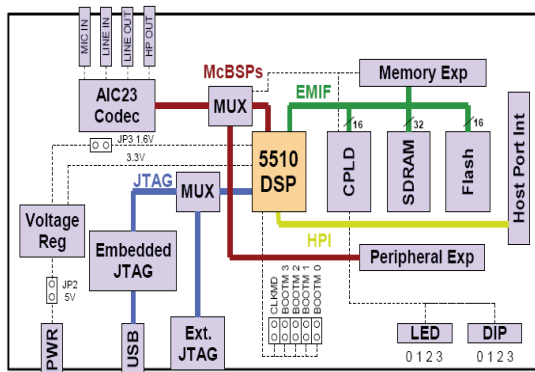 MIC IN
LINE IN
LINE OUT
HP OUT
McBSPs
Memory Exp
AIC23
Codec
MUX
EMIF
16
32
16
JP3 1.6V
3.3V
5510
DSP
CPLD
SDRAM
Flash
Host Port Int
JTAG
MUX
Voltage
Reg
Embedded
JTAG
HPI
Peripheral Exp
JP2
5V
CLKMD
BOOTM 3
BOOTM 2
BOOTM 1
BOOTM 0
PWR
USB
Ext.
JTAG
LED
DIP
0 1 2 3
0 1 2 3